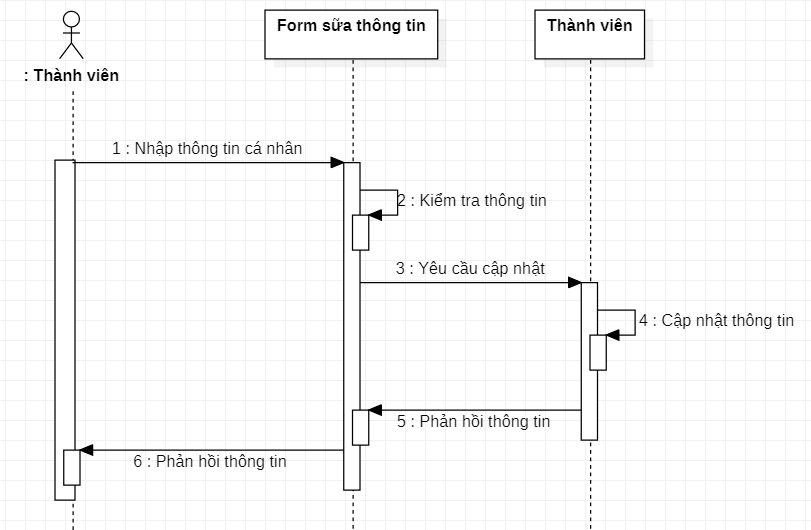 Form sữa thông tin
Thành viên
: Thành viên
1 : Nhập thông tin cá nhân
2 : Kiểm tra thông tin
3 : Yêu cầu cập nhật
4 : Cập nhật thông tin
5 : Phản hồi thông tin
6 : Phản hồi thông tin